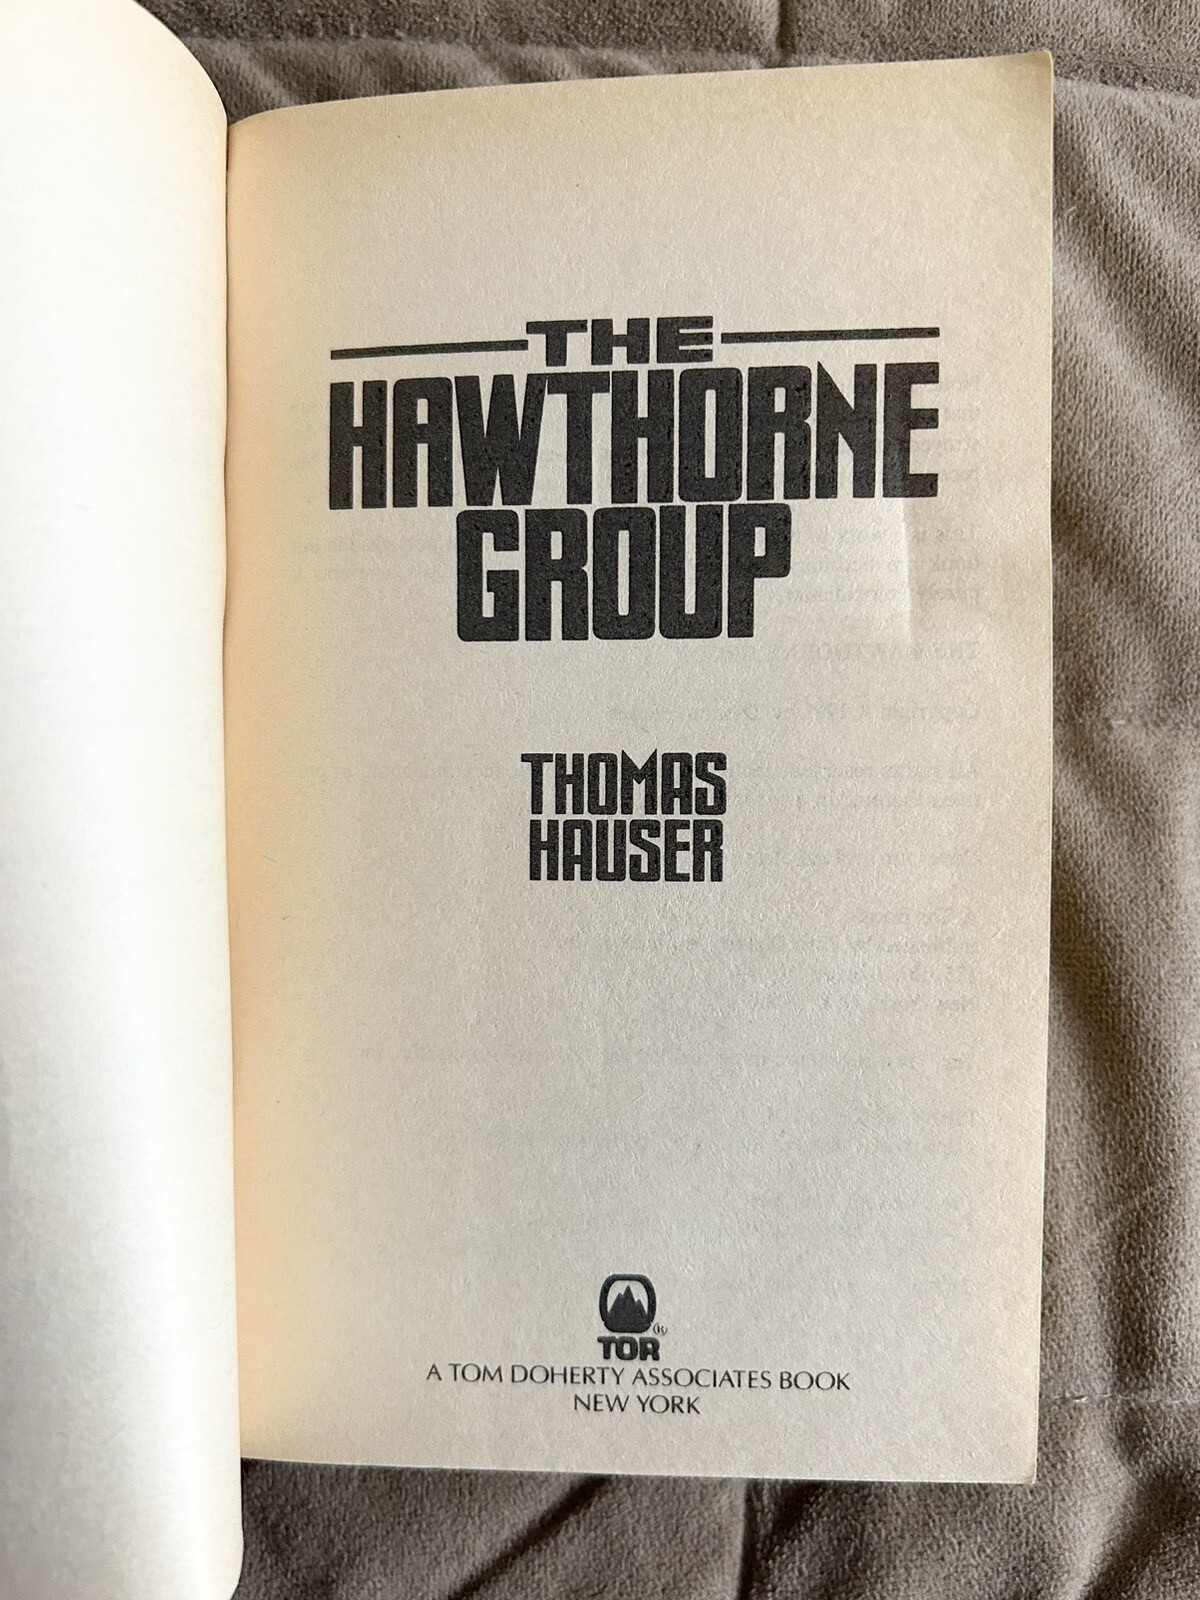 THE
HAWTHORNE
GROUP
THOMAS
HAUSER
®
TOR
A TOM DOHERTY ASSOCIATES BOOK
NEW YORK